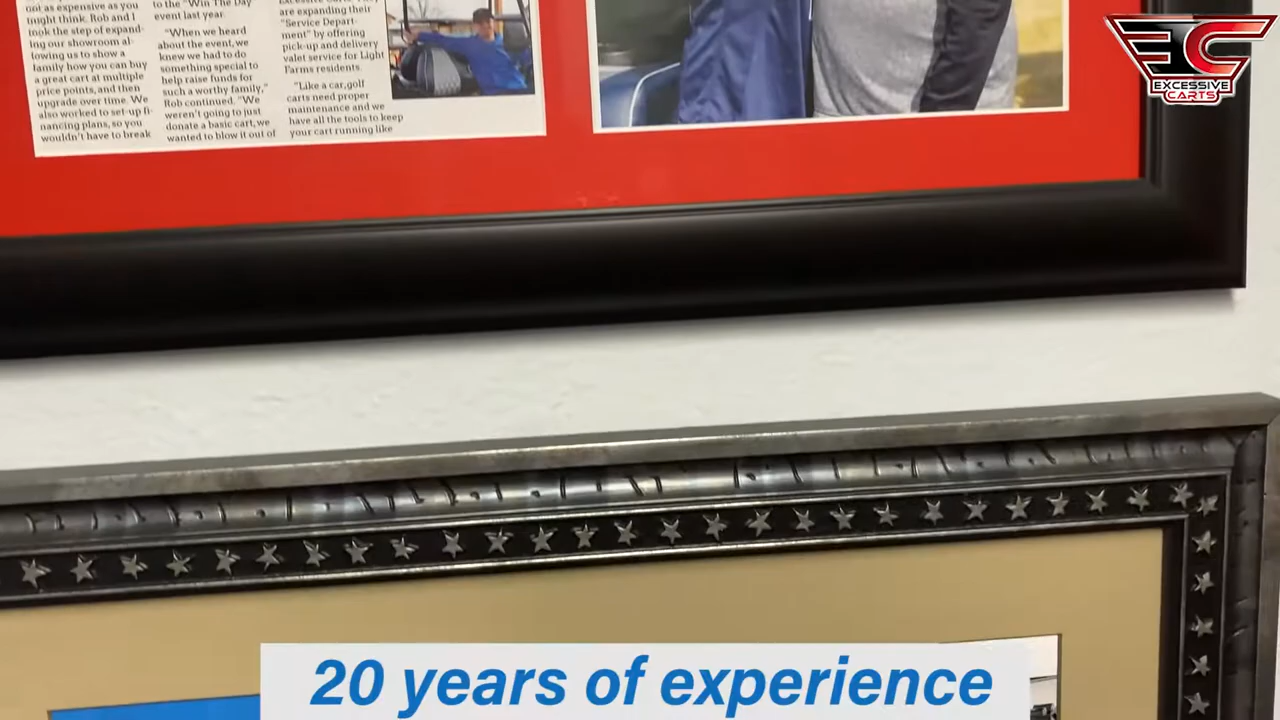 not as expensive as you
might think. Rob and I
took the step of expand-
ing our showroom al-
lowing us to show a
family how you can buy
a great cart at multiple
price points, and then
upgrade over time. We
also worked to set-up fi-
nancing plans, so you
wouldn't have to break
to the "Win The Day"
event last year.
"When we heard
about the event, we
knew we had to do
something special to
help raise funds for
such a worthy family,"
Rob continued. "We
weren't going to just
donate a basic cart, we
wanted to blow it out of
Excessive Carts. They
are expanding their
"Service Depart-
ment" by offering
pick-up and delivery
valet service for Light
Farms residents.
"Like a car, golf
carts need proper
maintenance and we
have all the tools to keep
your cart running like
EC
EXCESSIVE
CARTS
20 years of experience